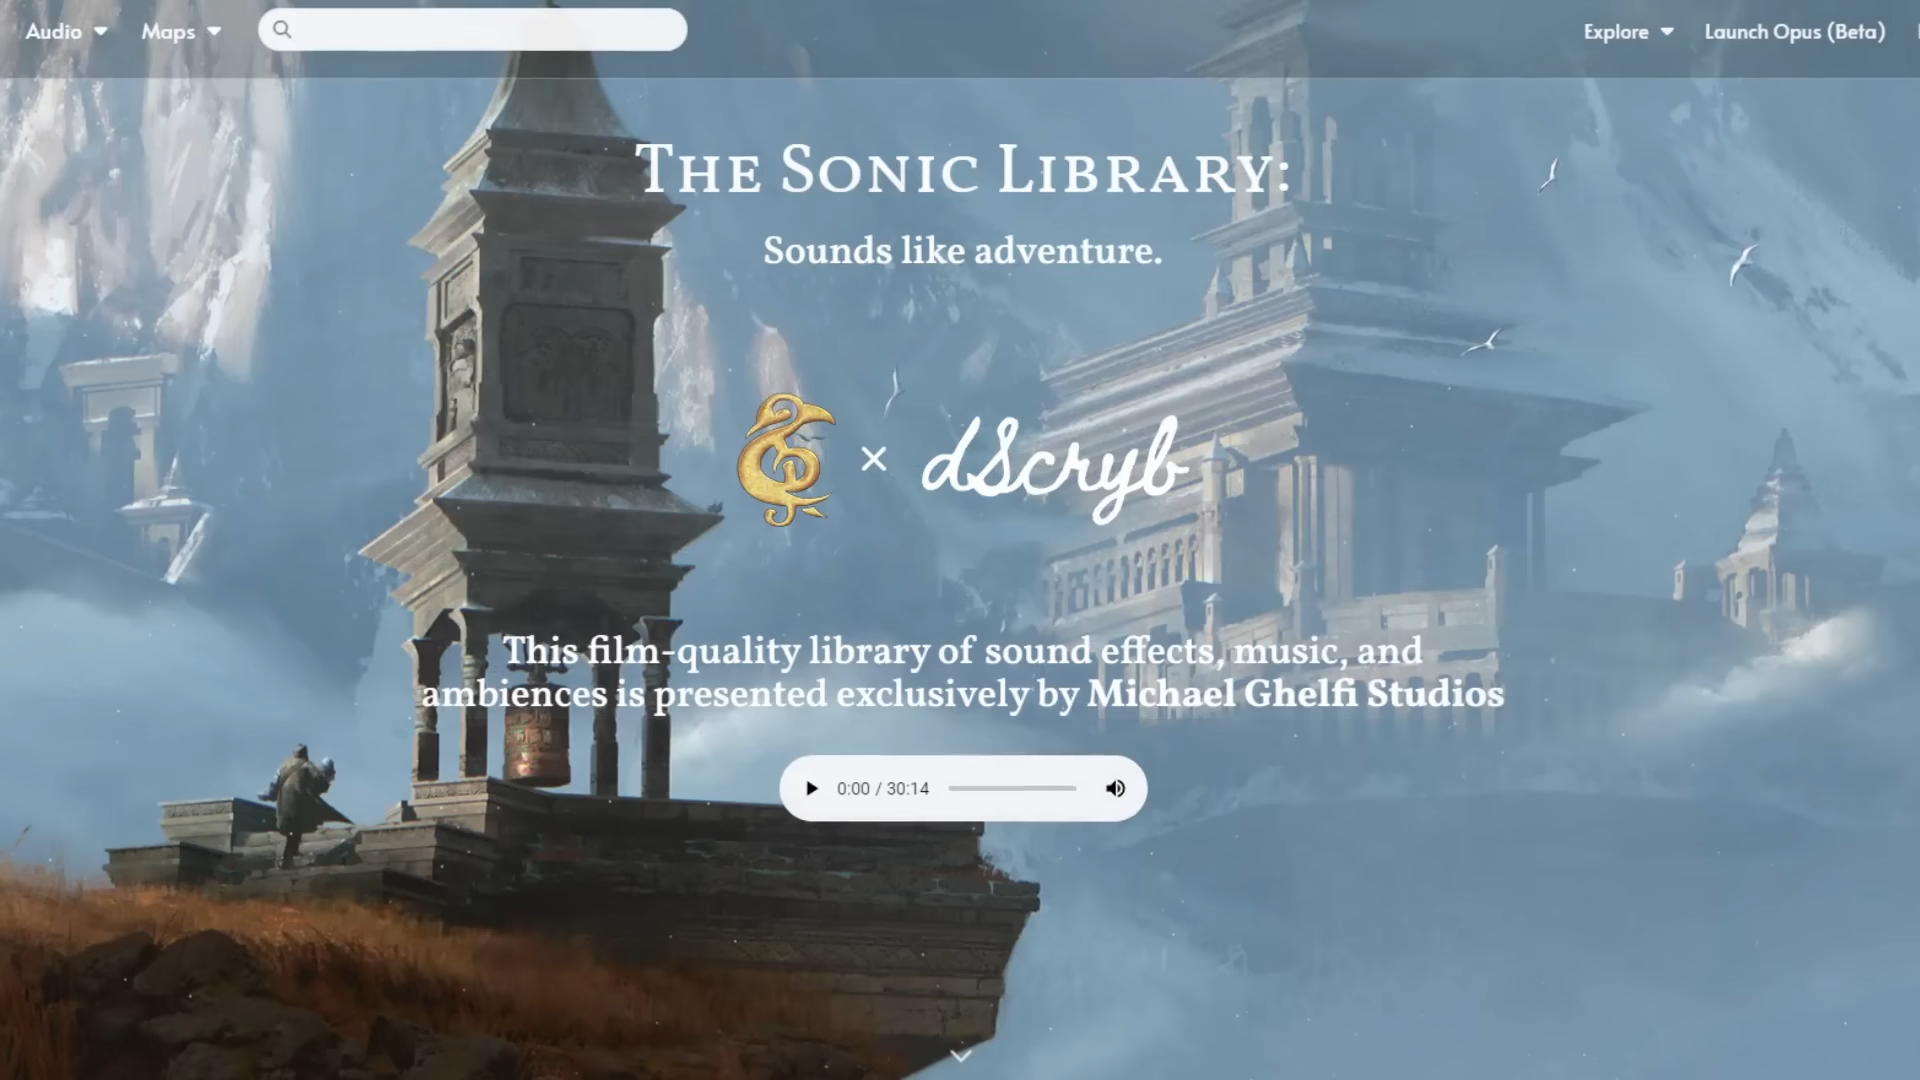 Audio Maps Explore Launch Opus (Beta)
The Sonic Library:
Sounds like adventure.
× dScryb
This film-quality library of sound effects, music, and
ambiences is presented exclusively by Michael Ghelfi Studios
0:00 / 30:14